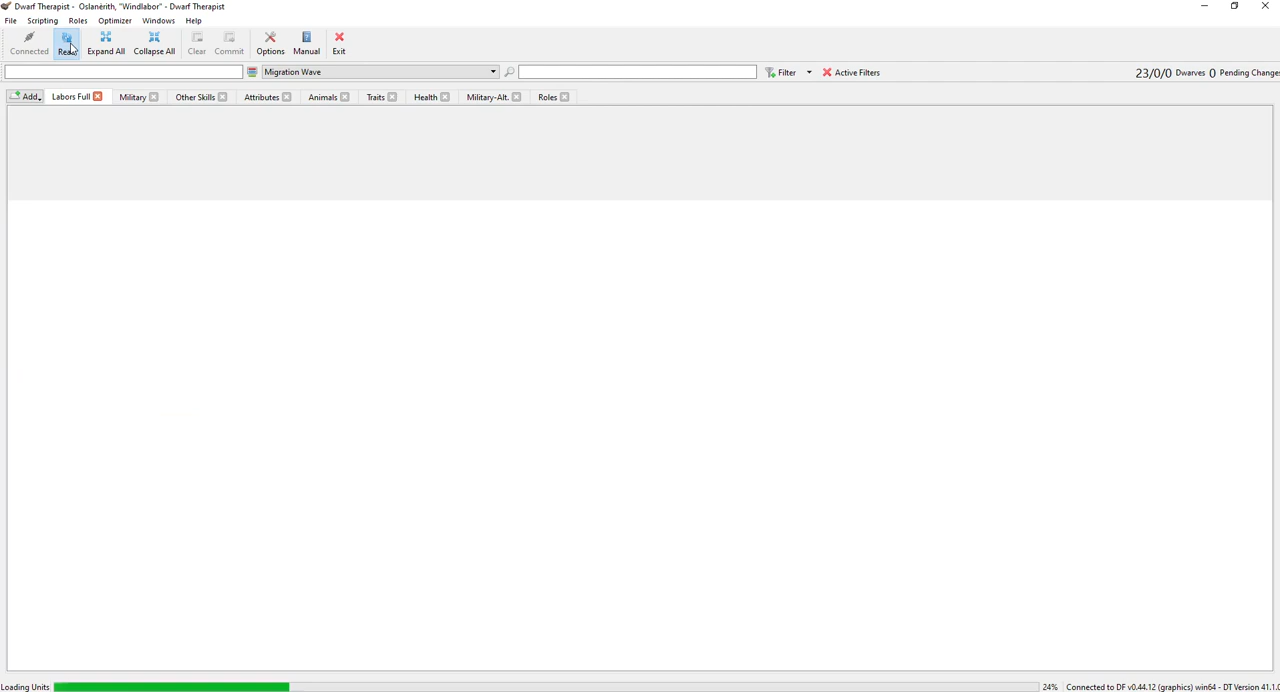 Dwarf Therapist - Oslanërith, "Windlabor" - Dwarf Therapist
File Scripting Roles Optimizer Windows Help
Connected Read Expand All Collapse All Clear Commit Options Manual Exit
Migration Wave Filter Active Filters 23/0/0 Dwarves 0 Pending Changes
Add Labors Full Military Other Skills Attributes Animals Traits Health Military-Alt. Roles
Loading Units 24% Connected to DF v0.44.12 (graphics) win64 - DT Version 41.1.0